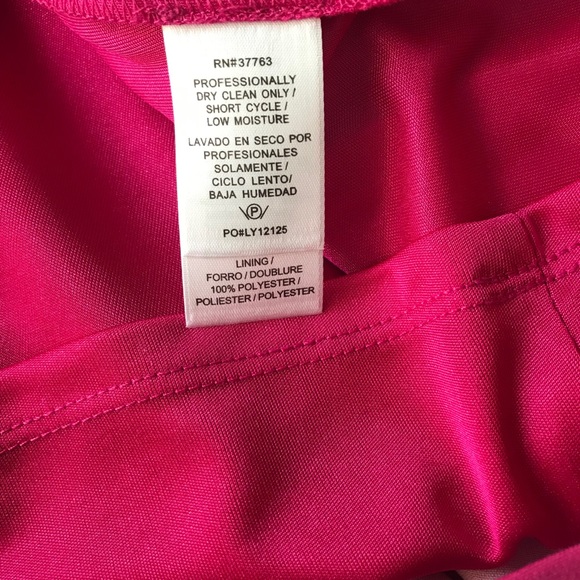 RN#37763
PROFESSIONALLY
DRY CLEAN ONLY /
SHORT CYCLE /
LOW MOISTURE
LAVADO EN SECO POR
PROFESIONALES
SOLAMENTE /
CICLO LENTO/
BAJA HUMEDAD
P
PO#LY12125
LINING /
FORRO / DOUBLURE
100% POLYESTER /
POLIESTER / POLYESTER